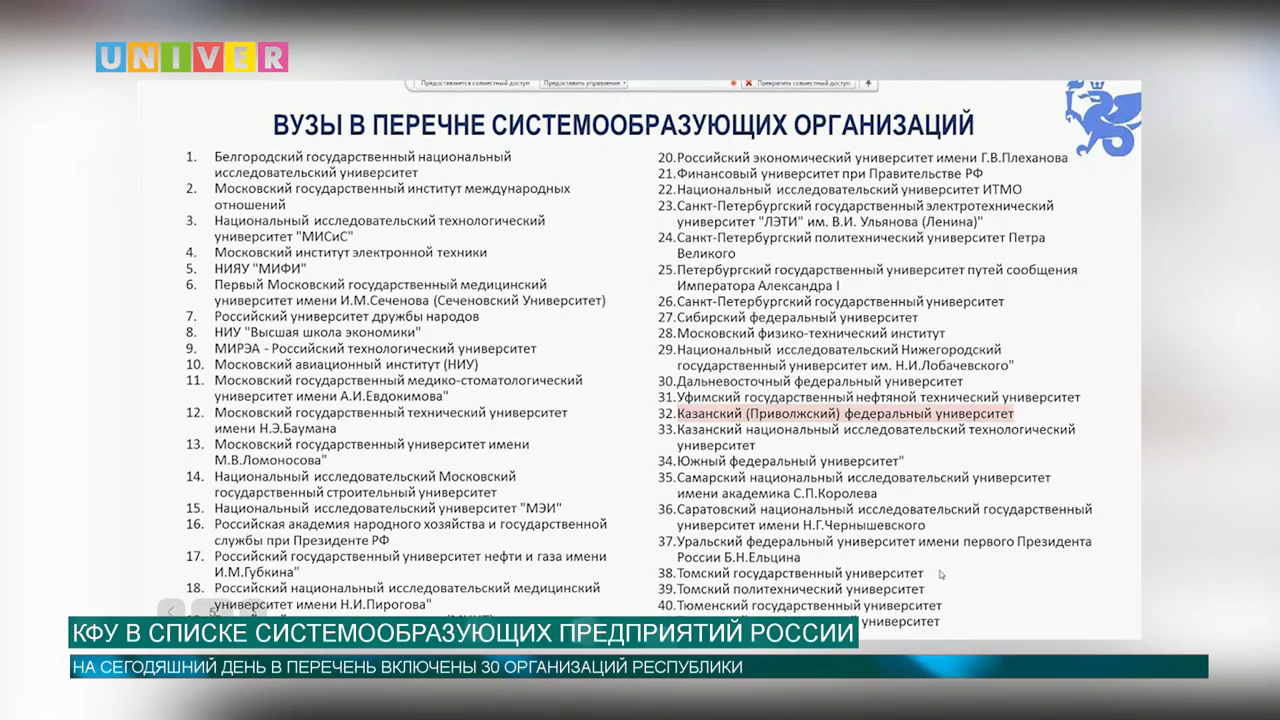 UNIVER
Предоставляется совместный доступ
Предоставить управление
Прекратить совместный доступ
ВУЗЫ В ПЕРЕЧНЕ СИСТЕМООБРАЗУЮЩИХ ОРГАНИЗАЦИЙ
1. Белгородский государственный национальный
исследовательский университет
2. Московский государственный институт международных
отношений
3. Национальный исследовательский технологический
университет "МИСиС"
4. Московский институт электронной техники
5. НИЯУ "МИФИ"
6. Первый Московский государственный медицинский
университет имени И.М.Сеченова (Сеченовский Университет)
7. Российский университет дружбы народов
8. НИУ "Высшая школа экономики"
9. МИРЭА - Российский технологический университет
10. Московский авиационный институт (НИУ)
11. Московский государственный медико-стоматологический
университет имени А.И.Евдокимова"
12. Московский государственный технический университет
имени Н.Э.Баумана
13. Московский государственный университет имени
М.В.Ломоносова"
14. Национальный исследовательский Московский
государственный строительный университет
15. Национальный исследовательский университет "МЭИ"
16. Российская академия народного хозяйства и государственной
службы при Президенте РФ
17. Российский государственный университет нефти и газа имени
И.М.Губкина"
18. Российский национальный исследовательский медицинский
университет имени Н.И.Пирогова"
20.Российский экономический университет имени Г.В.Плеханова
21.Финансовый университет при Правительстве РФ
22.Национальный исследовательский университет ИТМО
23.Санкт-Петербургский государственный электротехнический
университет "ЛЭТИ" им. В.И. Ульянова (Ленина)"
24.Санкт-Петербургский политехнический университет Петра
Великого
25.Петербургский государственный университет путей сообщения
Императора Александра I
26.Санкт-Петербургский государственный университет
27.Сибирский федеральный университет
28.Московский физико-технический институт
29.Национальный исследовательский Нижегородский
государственный университет им. Н.И.Лобачевского"
30.Дальневосточный федеральный университет
31.Уфимский государственный нефтяной технический университет
32.Казанский (Приволжский) федеральный университет
33.Казанский национальный исследовательский технологический
университет
34.Южный федеральный университет"
35.Самарский национальный исследовательский университет
имени академика С.П.Королева
36.Саратовский национальный исследовательский государственный
университет имени Н.Г.Чернышевского
37.Уральский федеральный университет имени первого Президента
России Б.Н.Ельцина
38.Томский государственный университет
39.Томский политехнический университет
40.Тюменский государственный университет
университет
КФУ В СПИСКЕ СИСТЕМООБРАЗУЮЩИХ ПРЕДПРИЯТИЙ РОССИИ
НА СЕГОДЯШНИЙ ДЕНЬ В ПЕРЕЧЕНЬ ВКЛЮЧЕНЫ 30 ОРГАНИЗАЦИЙ РЕСПУБЛИКИ